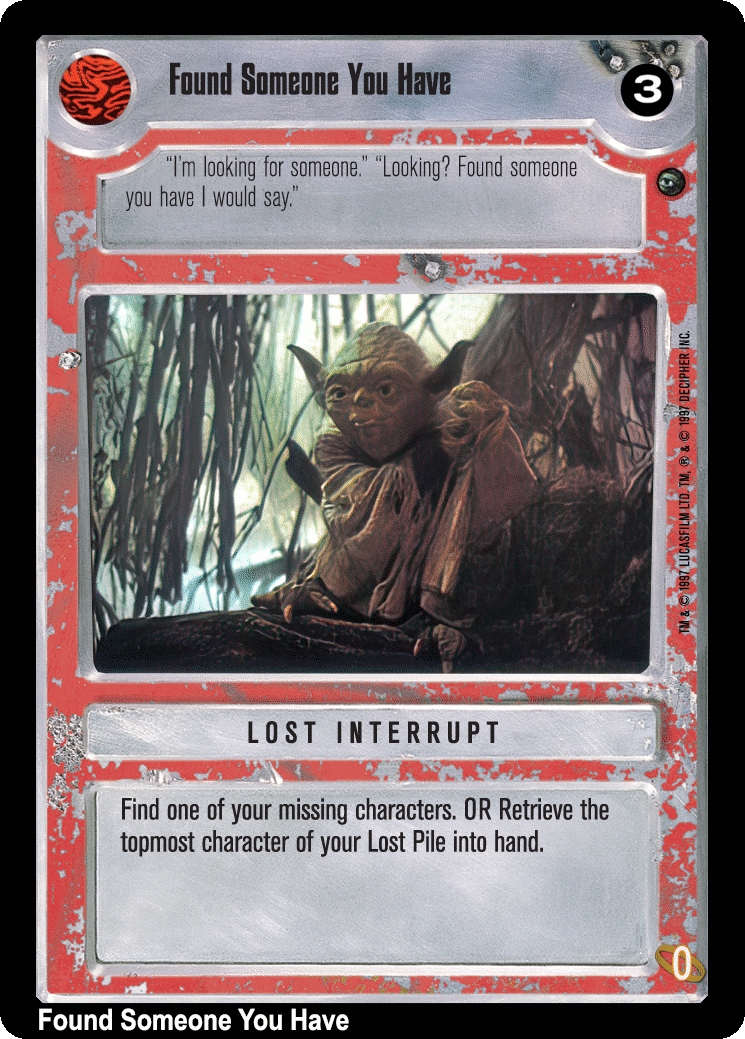 Found Someone You Have
3
“I’m looking for someone.” “Looking? Found someone
you have I would say.”
TM & © 1997 LUCASFILM LTD. TM, ® & © 1997 DECIPHER INC.
LOST INTERRUPT
Find one of your missing characters. OR Retrieve the
topmost character of your Lost Pile into hand.
0
Found Someone You Have